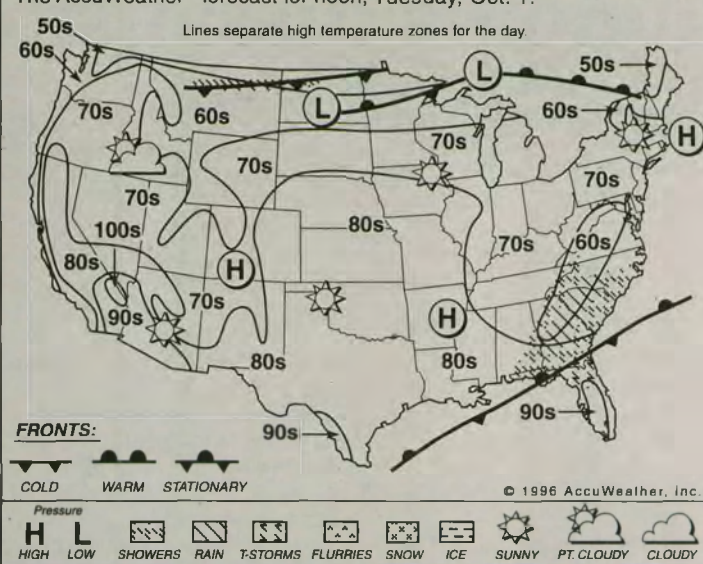 The AccuWeather® forecast for noon, Tuesday, Oct. 1.
Lines separate high temperature zones for the day.
50s
60s
70s
60s
L
L
50s
60s
H
70s
70s
70s
70s
100s
80s
80s
60s
70s
H
90s
70s
H
80s
80s
90s
90s
FRONTS:
COLD WARM STATIONARY
© 1996 AccuWeather, Inc.
Pressure
H L
HIGH LOW SHOWERS RAIN T-STORMS FLURRIES SNOW ICE SUNNY PT. CLOUDY CLOUDY